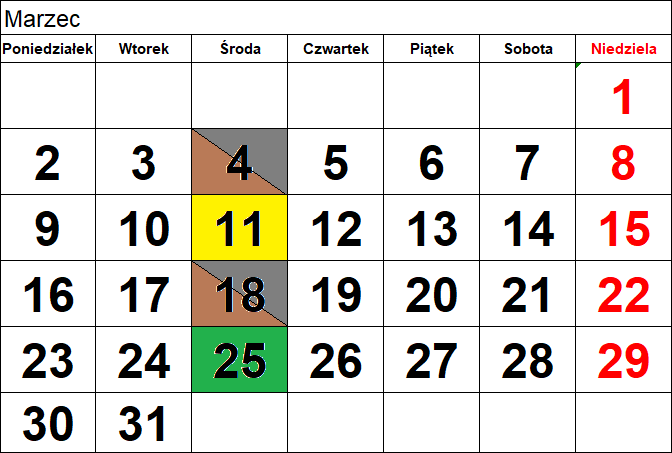 Marzec
Poniedziałek Wtorek Środa Czwartek Piątek Sobota Niedziela
1
2 3 4 5 6 7 8
9 10 11 12 13 14 15
16 17 18 19 20 21 22
23 24 25 26 27 28 29
30 31